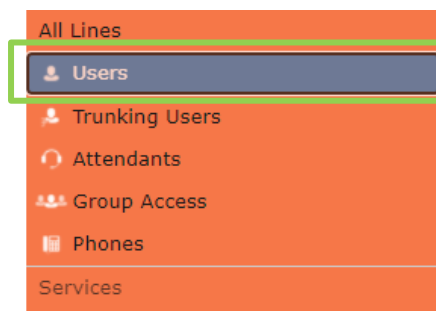 All Lines
Users
Trunking Users
Attendants
Group Access
Phones
Services